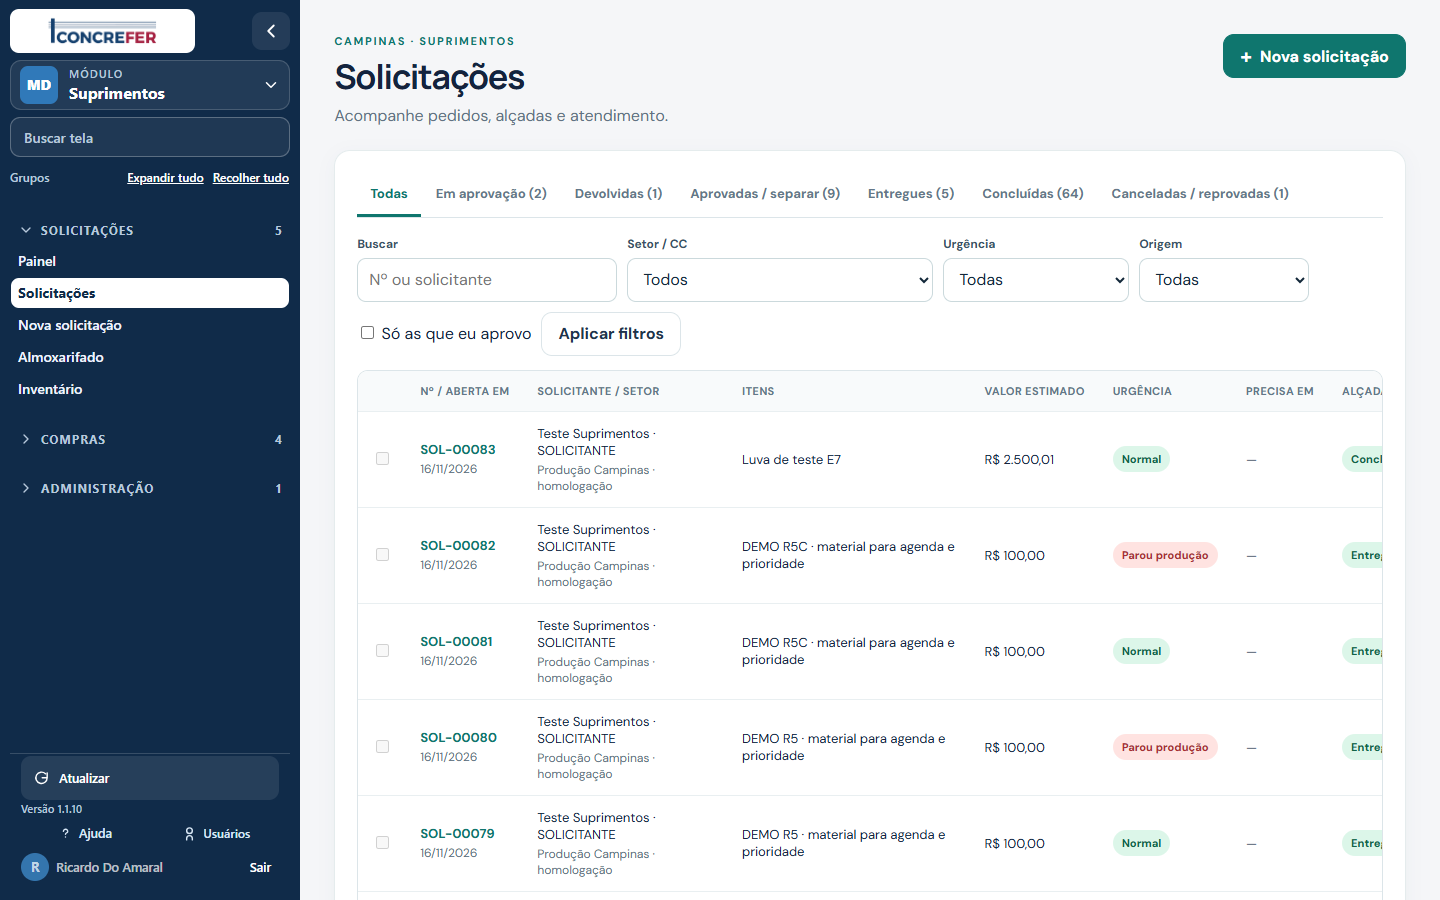 CONCREFER
MD
MÓDULO
Suprimentos
Buscar tela
Grupos
Expandir tudo
Recolher tudo
SOLICITAÇÕES
5
Painel
Solicitações
Nova solicitação
Almoxarifado
Inventário
COMPRAS
4
ADMINISTRAÇÃO
1
Atualizar
Versão 1.1.10
? Ajuda
Usuários
R
Ricardo Do Amaral
Sair
CAMPINAS · SUPRIMENTOS
Solicitações
Acompanhe pedidos, alçadas e atendimento.
+ Nova solicitação
Todas
Em aprovação (2)
Devolvidas (1)
Aprovadas / separar (9)
Entregues (5)
Concluídas (64)
Canceladas / reprovadas (1)
Buscar
Setor / CC
Urgência
Origem
Nº ou solicitante
Todos
Todas
Todas
Só as que eu aprovo
Aplicar filtros
Nº / ABERTA EM
SOLICITANTE / SETOR
ITENS
VALOR ESTIMADO
URGÊNCIA
PRECISA EM
ALÇADA
SOL-00083
16/11/2026
Teste Suprimentos ·
SOLICITANTE
Produção Campinas ·
homologação
Luva de teste E7
R$ 2.500,01
Normal
—
Concl
SOL-00082
16/11/2026
Teste Suprimentos ·
SOLICITANTE
Produção Campinas ·
homologação
DEMO R5C · material para agenda e
prioridade
R$ 100,00
Parou produção
—
Entreg
SOL-00081
16/11/2026
Teste Suprimentos ·
SOLICITANTE
Produção Campinas ·
homologação
DEMO R5C · material para agenda e
prioridade
R$ 100,00
Normal
—
Entreg
SOL-00080
16/11/2026
Teste Suprimentos ·
SOLICITANTE
Produção Campinas ·
homologação
DEMO R5 · material para agenda e
prioridade
R$ 100,00
Parou produção
—
Entreg
SOL-00079
16/11/2026
Teste Suprimentos ·
SOLICITANTE
Produção Campinas ·
homologação
DEMO R5 · material para agenda e
prioridade
R$ 100,00
Normal
—
Entreg